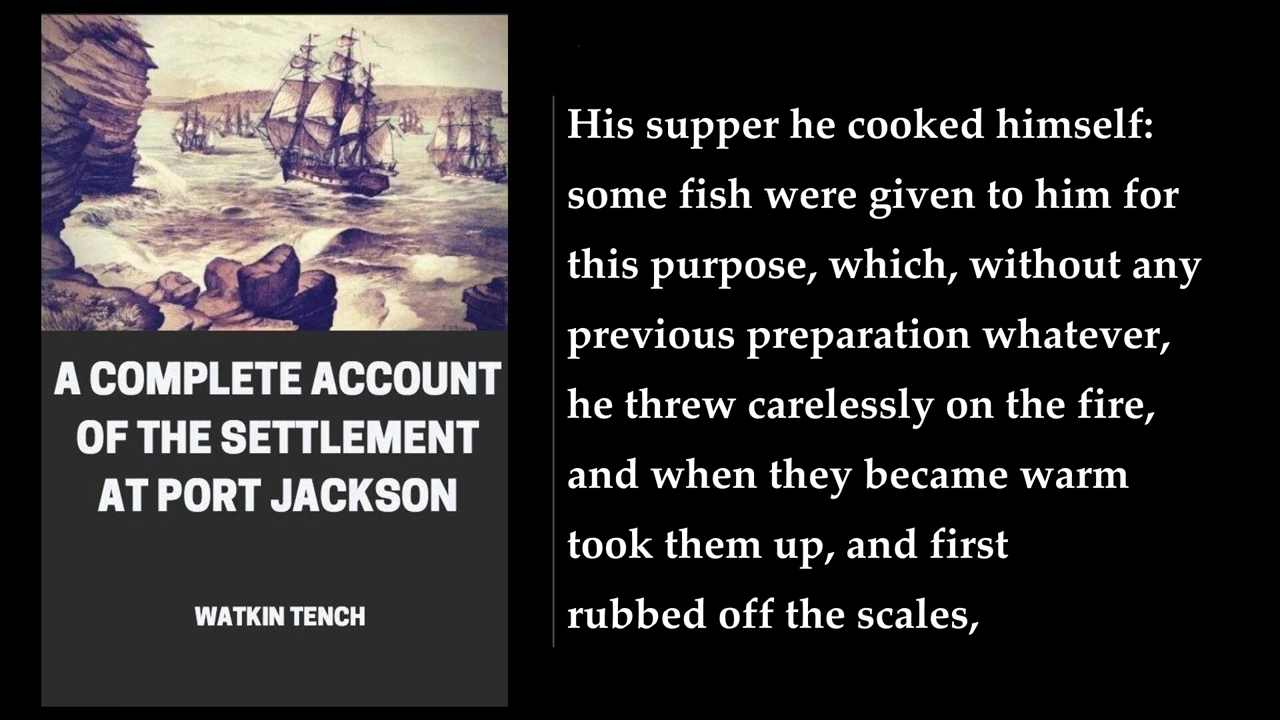 A COMPLETE ACCOUNT
OF THE SETTLEMENT
AT PORT JACKSON
WATKIN TENCH
His supper he cooked himself:
some fish were given to him for
this purpose, which, without any
previous preparation whatever,
he threw carelessly on the fire,
and when they became warm
took them up, and first
rubbed off the scales,